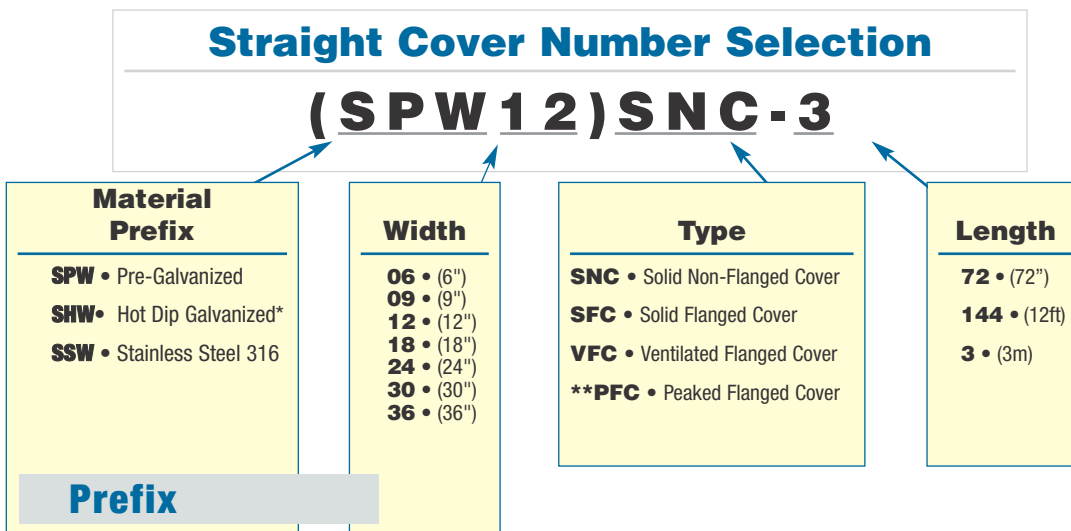 Straight Cover Number Selection
(SPW12)SNC-3
Material
Prefix
SPW • Pre-Galvanized
SHW• Hot Dip Galvanized*
SSW • Stainless Steel 316
Prefix
Width
06 • (6")
09 • (9")
12 • (12")
18 • (18")
24 • (24")
30 • (30")
36 • (36")
Type
SNC • Solid Non-Flanged Cover
SFC • Solid Flanged Cover
VFC • Ventilated Flanged Cover
**PFC • Peaked Flanged Cover
Length
72 • (72”)
144 • (12ft)
3 • (3m)